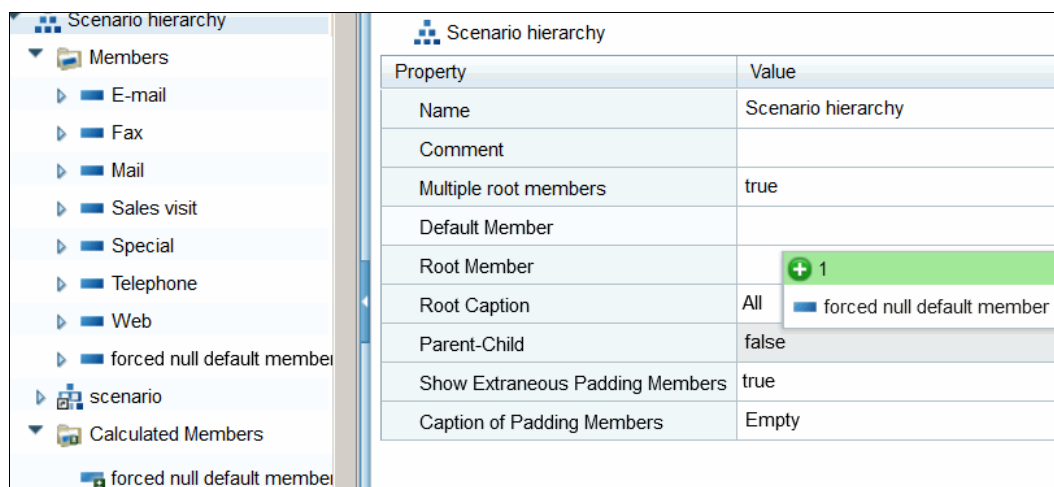 Scenario hierarchy
Members
E-mail
Fax
Mail
Sales visit
Special
Telephone
Web
forced null default member
scenario
Calculated Members
forced null default member
Scenario hierarchy
Property Value
Name Scenario hierarchy
Comment
Multiple root members true
Default Member
Root Member
1
Root Caption All
forced null default member
Parent-Child false
Show Extraneous Padding Members true
Caption of Padding Members Empty